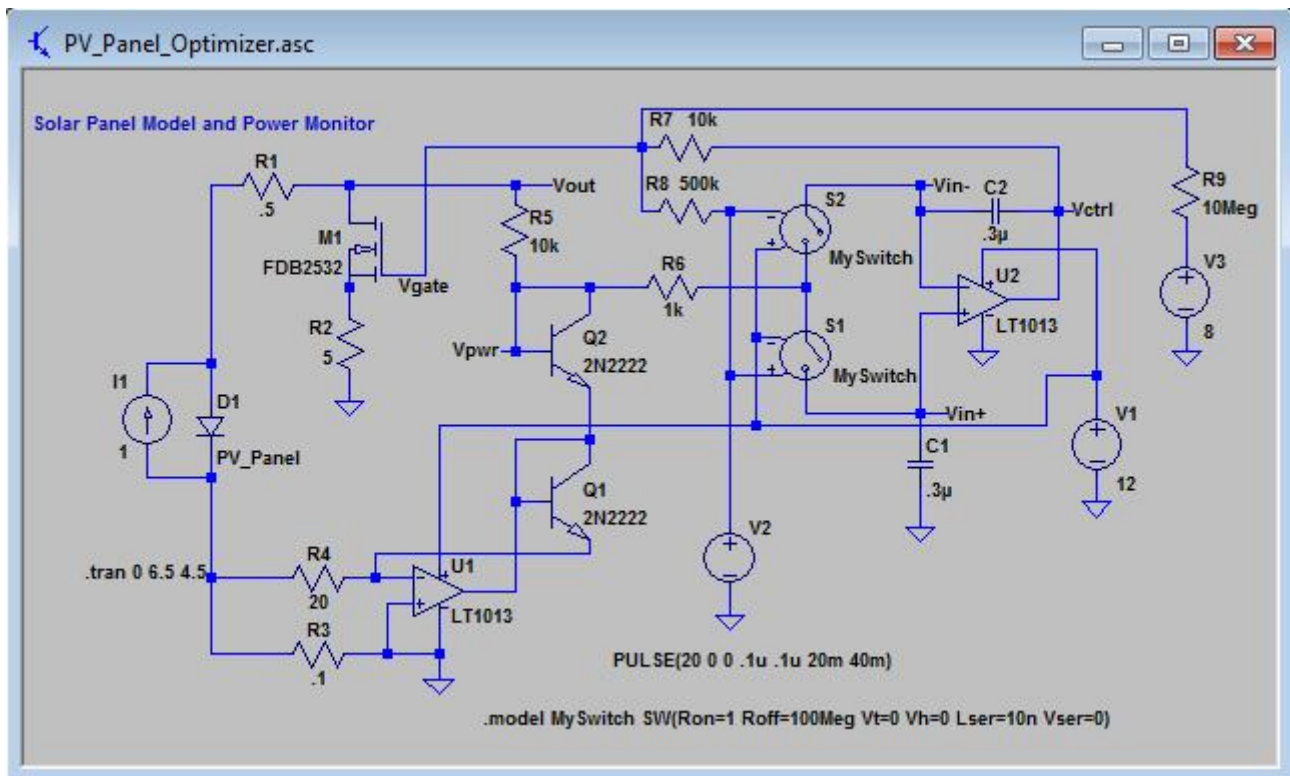 PV_Panel_Optimizer.asc
Solar Panel Model and Power Monitor
R7 10k
R1
.5
Vout
R8 500k
S2
Vin-
C2
.3µ
Vctrl
R9
10Meg
R5
10k
M1
FDB2532
Vgate
MySwitch
R6
1k
U2
LT1013
V3
8
R2
5
Vpwr
Q2
2N2222
S1
MySwitch
I1
1
D1
PV_Panel
Vin+
V1
12
C1
.3µ
Q1
2N2222
V2
.tran 0 6.5 4.5
R4
20
U1
LT1013
R3
.1
PULSE(20 0 0 .1u .1u 20m 40m)
.model MySwitch SW(Ron=1 Roff=100Meg Vt=0 Vh=0 Lser=10n Vser=0)